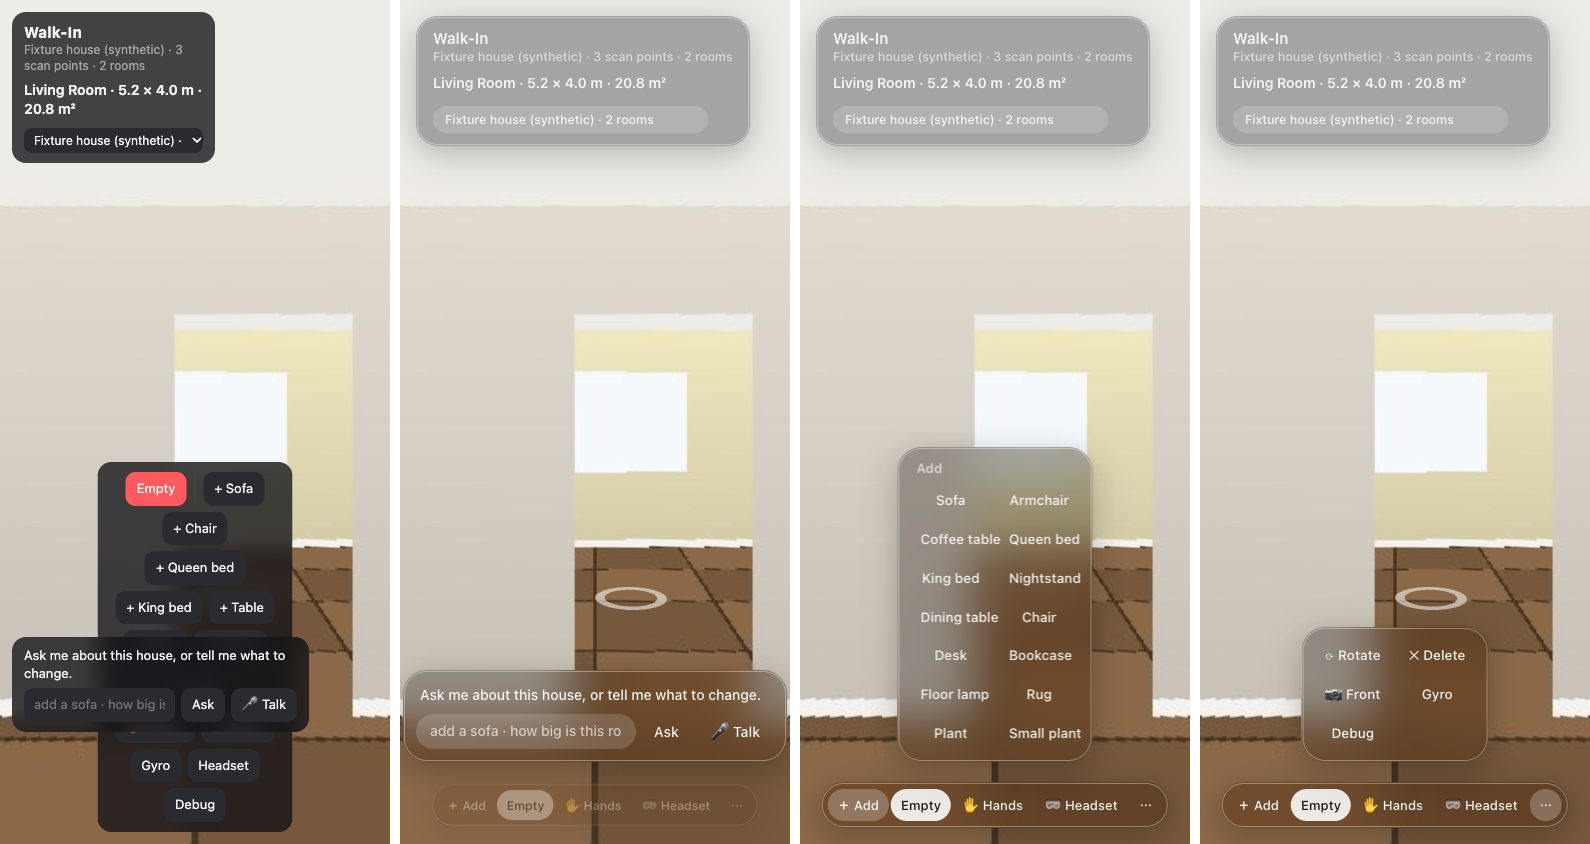 Walk-In
Fixture house (synthetic) · 3
scan points · 2 rooms
Living Room · 5.2 × 4.0 m ·
20.8 m²
Fixture house (synthetic) ·
Empty
+ Sofa
+ Chair
+ Queen bed
+ King bed
+ Table
Ask me about this house, or tell me what to
change.
add a sofa · how big is
Ask
🎤 Talk
Gyro
Headset
Debug
Walk-In
Fixture house (synthetic) · 3 scan points · 2 rooms
Living Room · 5.2 × 4.0 m · 20.8 m²
Fixture house (synthetic) · 2 rooms
Ask me about this house, or tell me what to change.
add a sofa · how big is this ro
Ask
🎤 Talk
+ Add
Empty
✋ Hands
🥽 Headset
···
Walk-In
Fixture house (synthetic) · 3 scan points · 2 rooms
Living Room · 5.2 × 4.0 m · 20.8 m²
Fixture house (synthetic) · 2 rooms
Add
Sofa
Armchair
Coffee table
Queen bed
King bed
Nightstand
Dining table
Chair
Desk
Bookcase
Floor lamp
Rug
Plant
Small plant
+ Add
Empty
✋ Hands
🥽 Headset
···
Walk-In
Fixture house (synthetic) · 3 scan points · 2 rooms
Living Room · 5.2 × 4.0 m · 20.8 m²
Fixture house (synthetic) · 2 rooms
⟳ Rotate
✕ Delete
📷 Front
Gyro
Debug
+ Add
Empty
✋ Hands
🥽 Headset
···